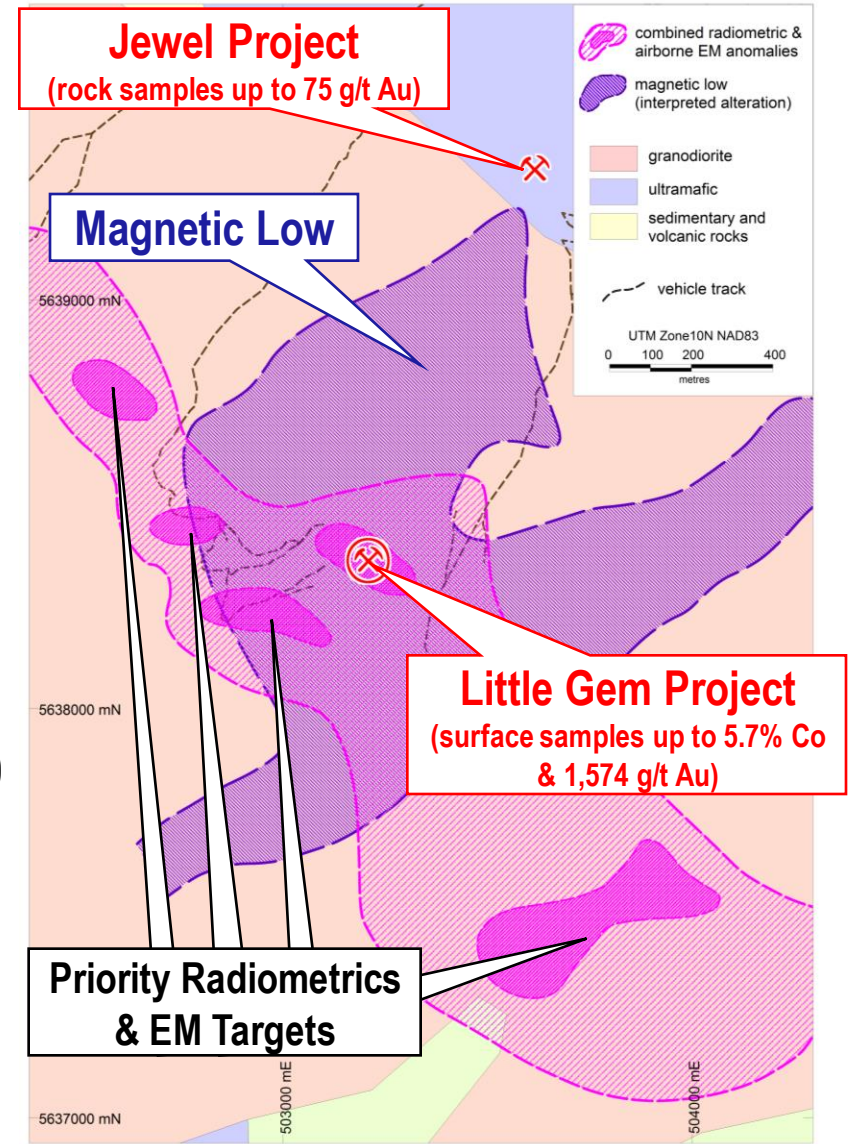 Jewel Project
(rock samples up to 75 g/t Au)
combined radiometric &
airborne EM anomalies
magnetic low
(interpreted alteration)
granodiorite
ultramafic
sedimentary and
volcanic rocks
vehicle track
UTM Zone10N NAD83
0 100 200 400
metres
Magnetic Low
5639000 mN
Little Gem Project
(surface samples up to 5.7% Co
& 1,574 g/t Au)
5638000 mN
)
Priority Radiometrics
& EM Targets
503000 mE
504000 mE
5637000 mN